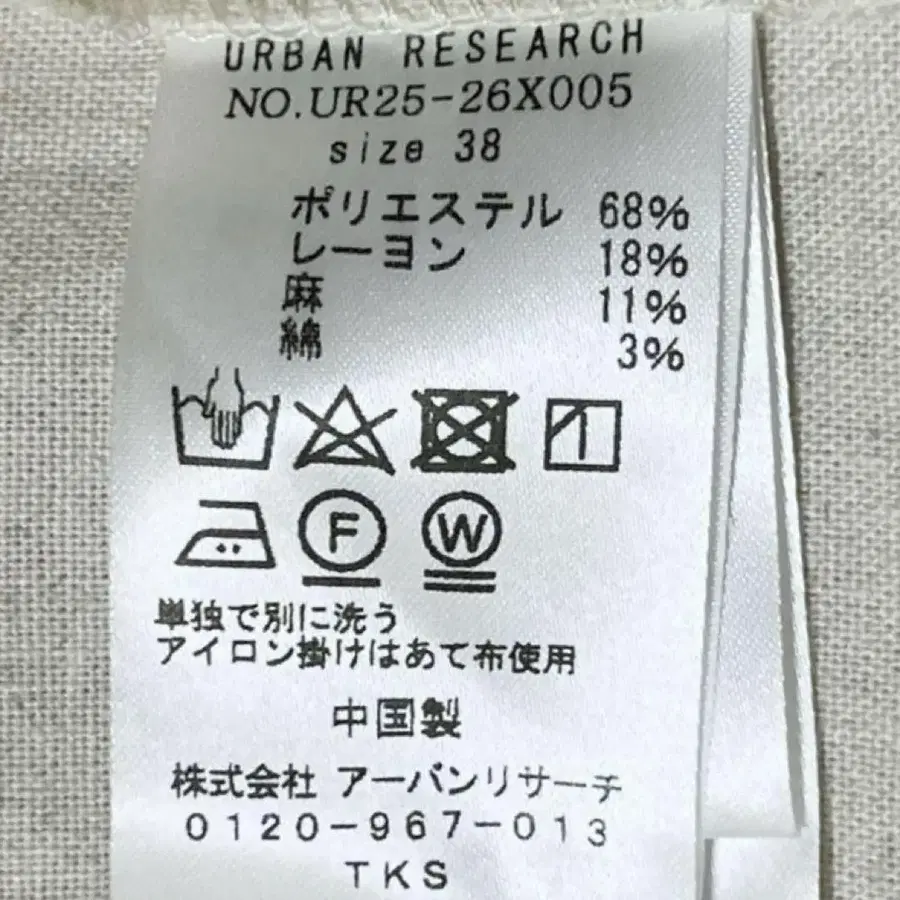 URBAN RESEARCH
NO.UR25-26X005
size 38
ポリエステル 68%
レーヨン 18%
麻 11%
綿 3%
F W
単独で別に洗う
アイロン掛けはあて布使用
中国製
株式会社 アーバンリサーチ
0120-967-013
TKS